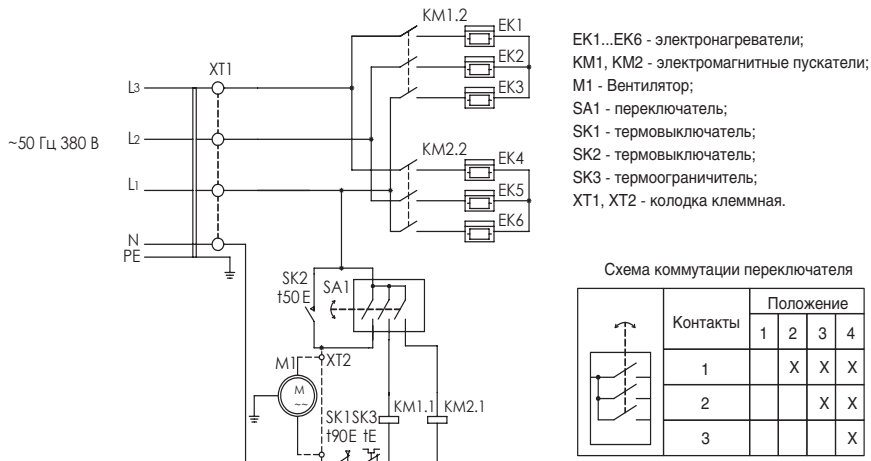 KM1.2
EK1
EK2
EK3
XT1
L3
L2
~50 Гц 380 В
L1
N
PE
KM2.2
EK4
EK5
EK6
SK2
t50 E
SA1
M1
XT2
M
~~
SK1 SK3
t90E tE
KM1.1
KM2.1
EK1...EK6 - электронагреватели;
KM1, KM2 - электромагнитные пускатели;
M1 - Вентилятор;
SA1 - переключатель;
SK1 - термовыключатель;
SK2 - термовыключатель;
SK3 - термоограничитель;
XT1, XT2 - колодка клеммная.
Схема коммутации переключателя
Контакты Положение
1 2 3 4
1 X X X
2 X X
3 X